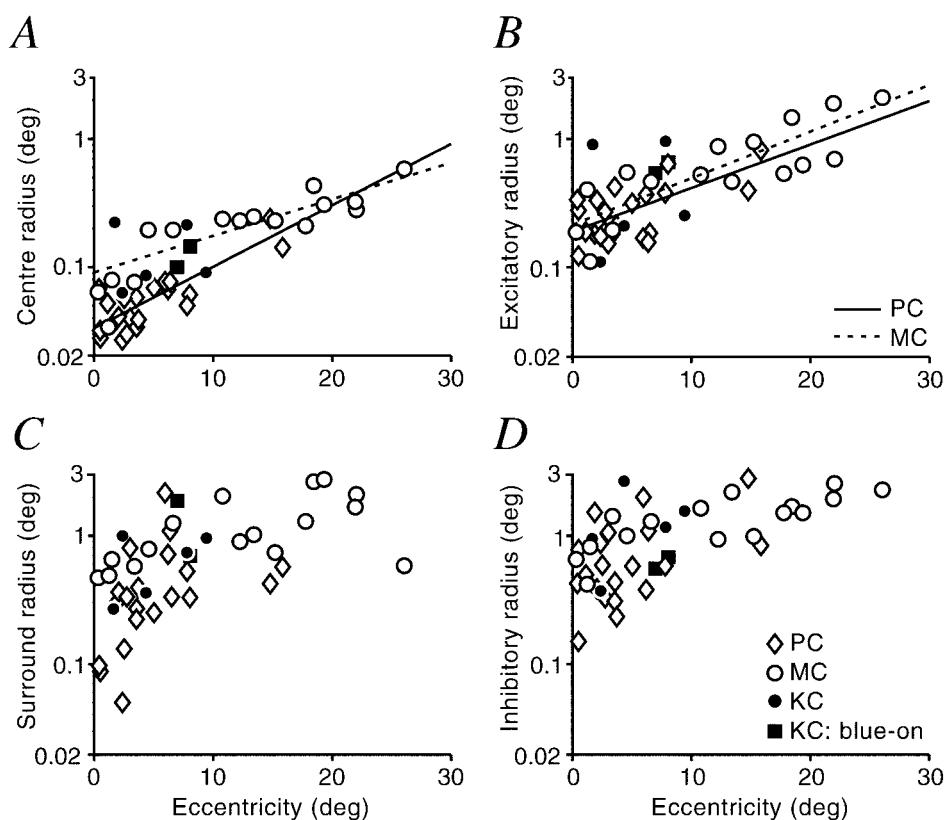 A
B
3
1
0.1
0.02
Centre radius (deg)
0
10
20
30
3
1
0.1
0.02
Excitatory radius (deg)
PC
MC
0
10
20
30
C
D
3
1
0.1
0.02
Surround radius (deg)
0
10
20
30
Eccentricity (deg)
3
1
0.1
0.02
Inhibitory radius (deg)
PC
MC
KC
KC: blue-on
0
10
20
30
Eccentricity (deg)